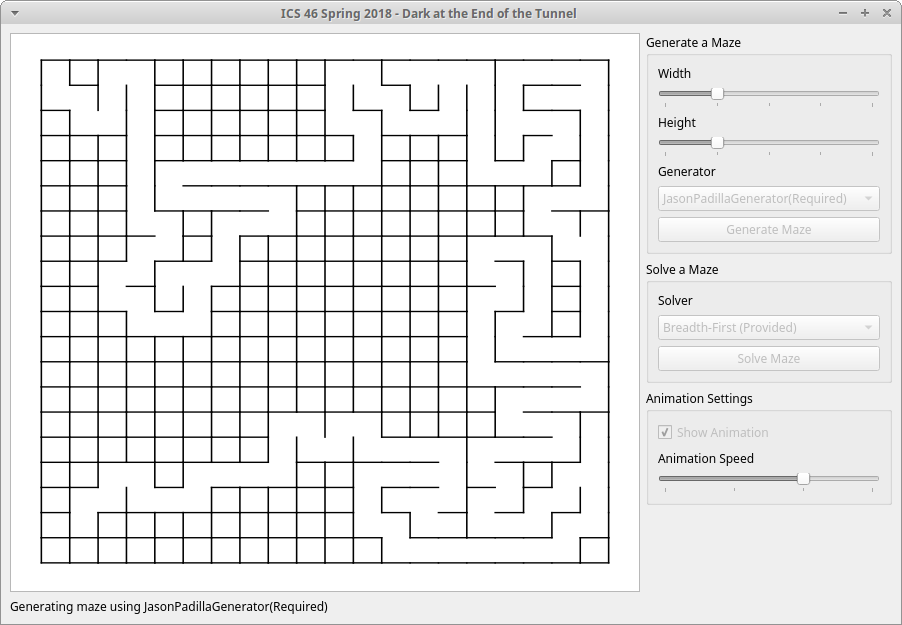 ICS 46 Spring 2018 - Dark at the End of the Tunnel
Generate a Maze
Width
Height
Generator
JasonPadillaGenerator(Required)
Generate Maze
Solve a Maze
Solver
Breadth-First (Provided)
Solve Maze
Animation Settings
Show Animation
Animation Speed
Generating maze using JasonPadillaGenerator(Required)